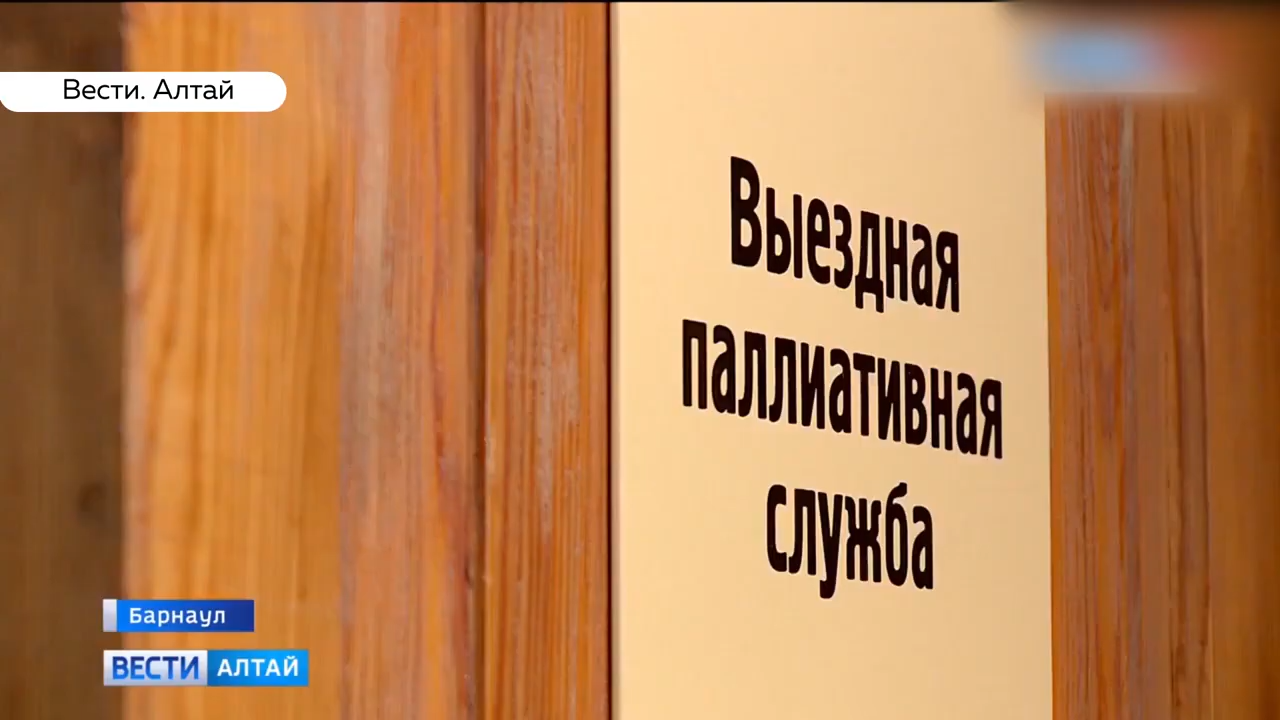 Вести. Алтай
Выездная
паллиативная
служба
Барнаул
ВЕСТИ АЛТАЙ